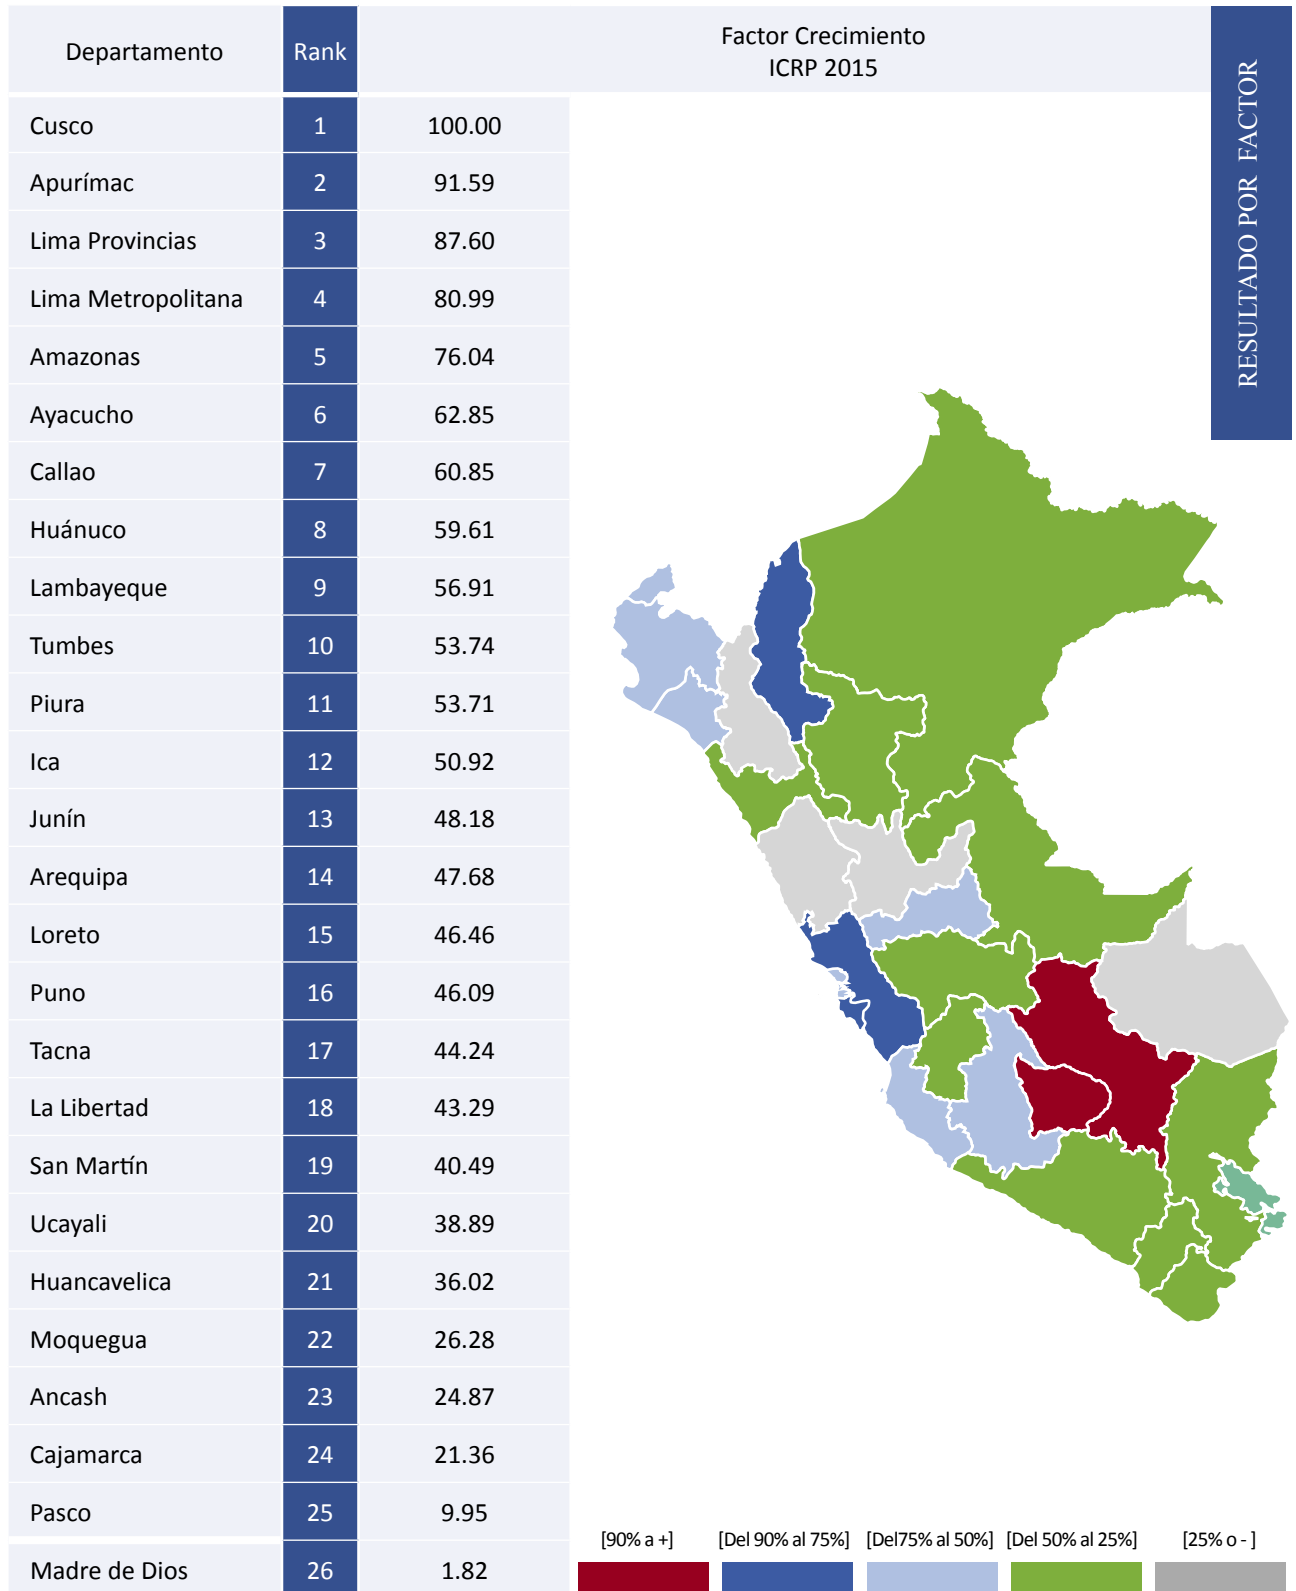 Departamento Rank Factor Crecimiento
ICRP 2015
RESULTADO POR FACTOR
Cusco 1 100.00
Apurímac 2 91.59
Lima Provincias 3 87.60
Lima Metropolitana 4 80.99
Amazonas 5 76.04
Ayacucho 6 62.85
Callao 7 60.85
Huánuco 8 59.61
Lambayeque 9 56.91
Tumbes 10 53.74
Piura 11 53.71
Ica 12 50.92
Junín 13 48.18
Arequipa 14 47.68
Loreto 15 46.46
Puno 16 46.09
Tacna 17 44.24
La Libertad 18 43.29
San Martín 19 40.49
Ucayali 20 38.89
Huancavelica 21 36.02
Moquegua 22 26.28
Ancash 23 24.87
Cajamarca 24 21.36
Pasco 25 9.95
Madre de Dios 26 1.82
[90% a +] [Del 90% al 75%] [Del75% al 50%] [Del 50% al 25%] [25% o - ]